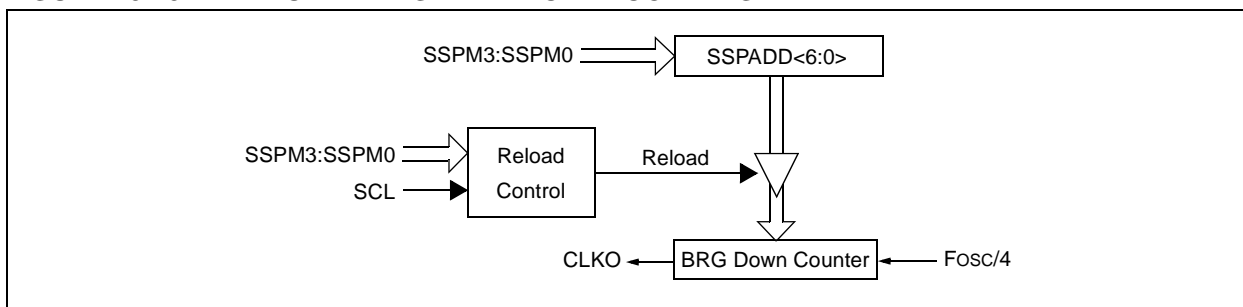 SSPM3:SSPM0
SSPADD<6:0>
SSPM3:SSPM0
SCL
Reload
Control
Reload
CLKO
BRG Down Counter
FOSC/4